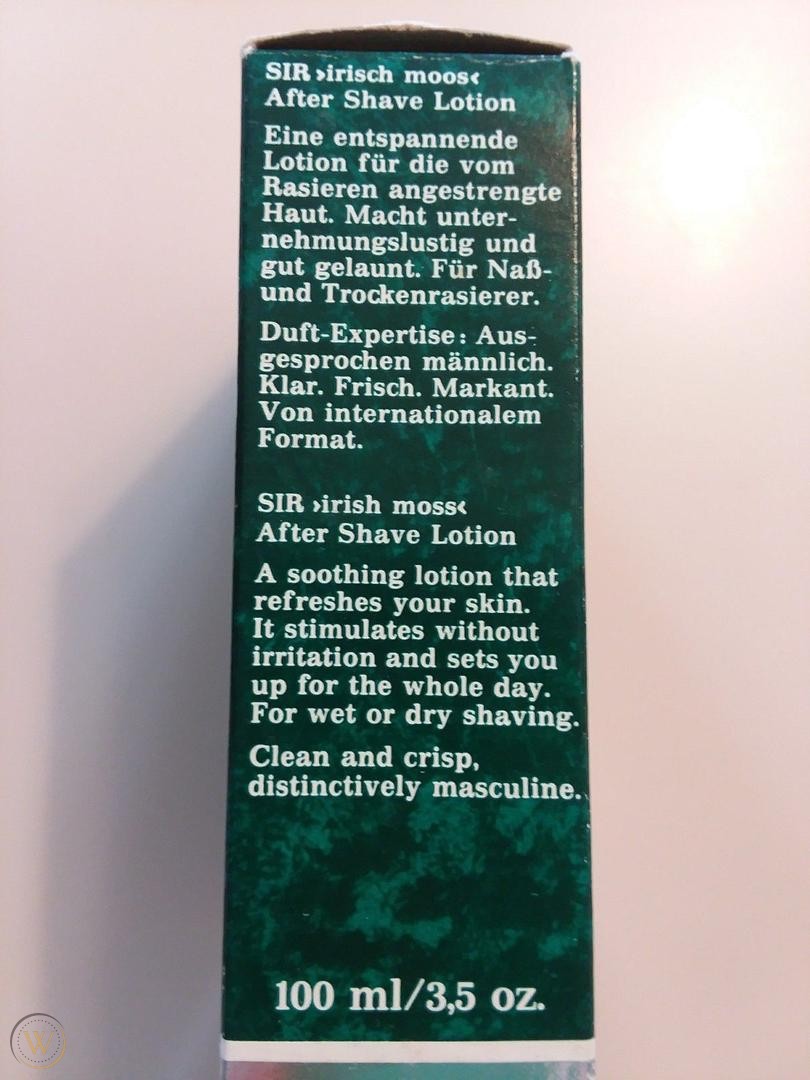 SIR ›irisch moos‹
After Shave Lotion
Eine entspannende
Lotion für die vom
Rasieren angestrengte
Haut. Macht unter-
nehmungslustig und
gut gelaunt. Für Naß-
und Trockenrasierer.
Duft-Expertise: Aus-
gesprochen männlich.
Klar. Frisch. Markant.
Von internationalem
Format.
SIR ›irish moss‹
After Shave Lotion
A soothing lotion that
refreshes your skin.
It stimulates without
irritation and sets you
up for the whole day.
For wet or dry shaving.
Clean and crisp,
distinctively masculine.
100 ml/3,5 oz.
W